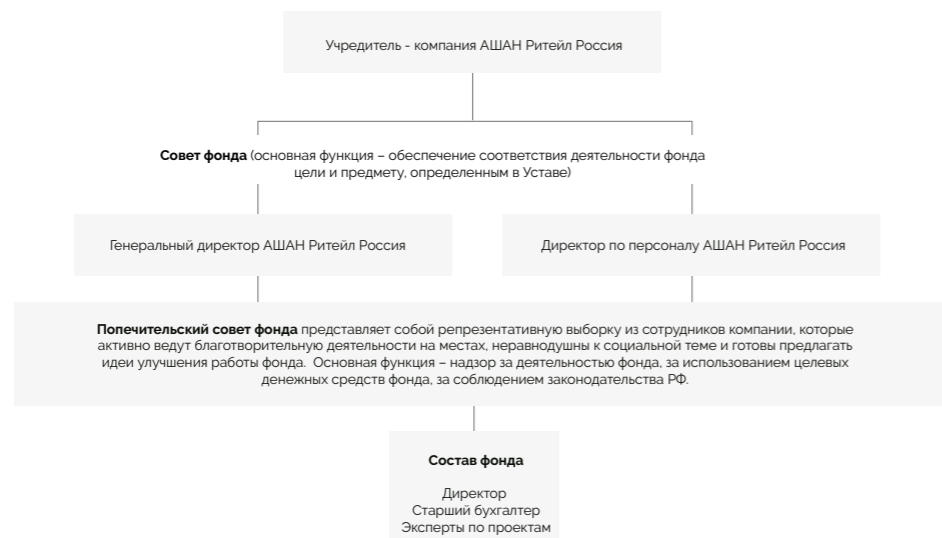 Учредитель - компания АШАН Ритейл Россия
Совет фонда (основная функция – обеспечение соответствия деятельности фонда
цели и предмету, определенным в Уставе)
Генеральный директор АШАН Ритейл Россия
Директор по персоналу АШАН Ритейл Россия
Попечительский совет фонда представляет собой репрезентативную выборку из сотрудников компании, которые
активно ведут благотворительную деятельности на местах, неравнодушны к социальной теме и готовы предлагать
идеи улучшения работы фонда. Основная функция – надзор за деятельностью фонда, за использованием целевых
денежных средств фонда, за соблюдением законодательства РФ.
Состав фонда
Директор
Старший бухгалтер
Эксперты по проектам